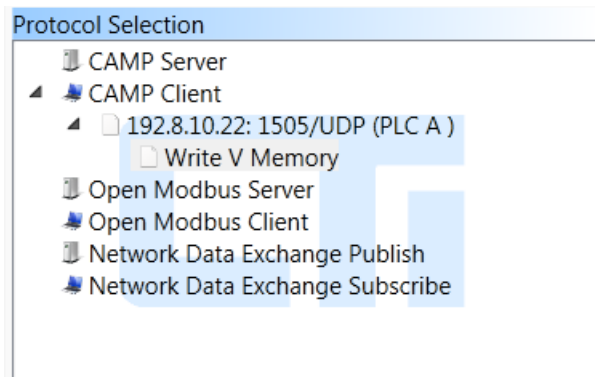 Protocol Selection
CAMP Server
CAMP Client
192.8.10.22: 1505/UDP (PLC A )
Write V Memory
Open Modbus Server
Open Modbus Client
Network Data Exchange Publish
Network Data Exchange Subscribe